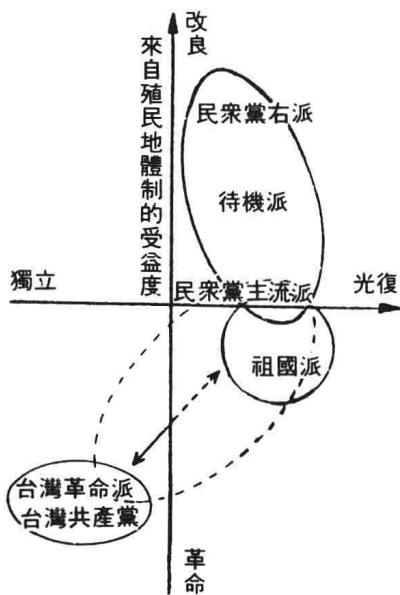 改良
來自殖民地體制的受益度
民衆黨右派
待機派
獨立
民衆黨主流派
光復
祖國派
台灣革命派
台灣共產黨
革命